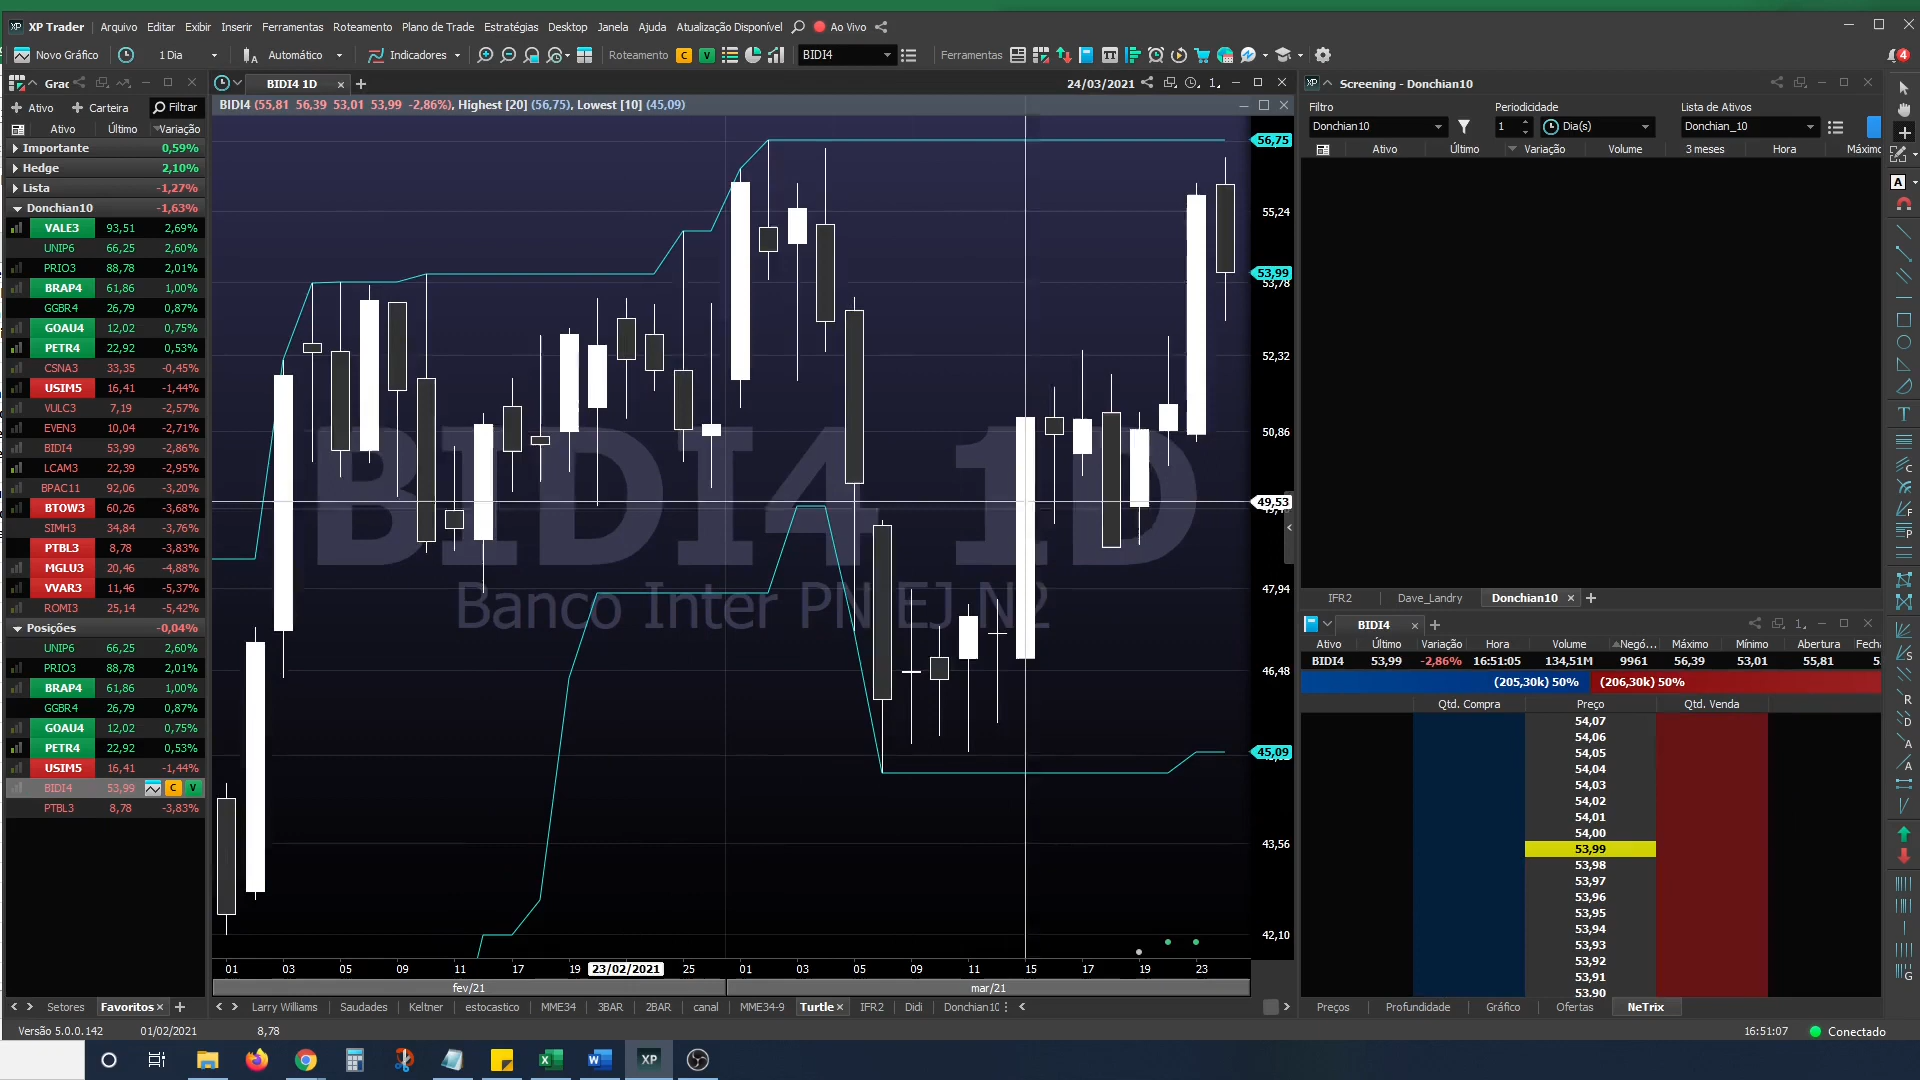 XP Trader Arquivo Editar Exibir Inserir Ferramentas Roteamento Plano de Trade Estratégias Desktop Janela Ajuda Atualização Disponível Ao Vivo
Novo Gráfico 1 Dia Automático Indicadores Roteamento C V BIDI4 Ferramentas 4
Grac
Ativo Carteira Filtrar
Ativo Último Variação
Importante 0,59%
Hedge 2,10%
Lista -1,27%
Donchian10 -1,63%
VALE3 93,51 2,69%
UNIP6 66,25 2,60%
PRIO3 88,78 2,01%
BRAP4 61,86 1,00%
GGBR4 26,79 0,87%
GOAU4 12,02 0,75%
PETR4 22,92 0,53%
CSNA3 33,35 -0,45%
USIM5 16,41 -1,44%
VULC3 7,19 -2,57%
EVEN3 10,04 -2,71%
BIDI4 53,99 -2,86%
LCAM3 22,39 -2,95%
BPAC11 92,06 -3,20%
BTOW3 60,26 -3,68%
SIMH3 34,84 -3,76%
PTBL3 8,78 -3,83%
MGLU3 20,46 -4,88%
VVAR3 11,46 -5,37%
ROMI3 25,14 -5,42%
Posições -0,04%
UNIP6 66,25 2,60%
PRIO3 88,78 2,01%
BRAP4 61,86 1,00%
GGBR4 26,79 0,87%
GOAU4 12,02 0,75%
PETR4 22,92 0,53%
USIM5 16,41 -1,44%
BIDI4 53,99 C V
PTBL3 8,78 -3,83%
Setores Favoritos
BIDI4 1D
24/03/2021
BIDI4 (55,81 56,39 53,01 53,99 -2,86%), Highest [20] (56,75), Lowest [10] (45,09)
BIDI4 1D
Banco Inter PN EJ N2
56,75
55,24
53,99
53,78
52,32
50,86
49,53
47,94
46,48
45,09
43,56
42,10
01 03 05 09 11 17 19 23/02/2021 25 01 03 05 09 11 15 17 19 23
fev/21 mar/21
Larry Williams Saudades Keltner estocastico MME34 3BAR 2BAR canal MME34-9 Turtle IFR2 Didi Donchian10
Screening - Donchian10
Filtro Periodicidade Lista de Ativos
Donchian10 1 Dia(s) Donchian_10
Ativo Último Variação Volume 3 meses Hora Máximo
IFR2 Dave_Landry Donchian10
BIDI4
Ativo Último Variação Hora Volume Negó... Máximo Mínimo Abertura Fech
BIDI4 53,99 -2,86% 16:51:05 134,51M 9961 56,39 53,01 55,81 5
(205,30k) 50% (206,30k) 50%
Qtd. Compra Preço Qtd. Venda
54,07
54,06
54,05
54,04
54,03
54,02
54,01
54,00
53,99
53,98
53,97
53,96
53,95
53,94
53,93
53,92
53,91
53,90
Preços Profundidade Gráfico Ofertas NeTrix
Versão 5.0.0.142 01/02/2021 8,78 16:51:07 Conectado